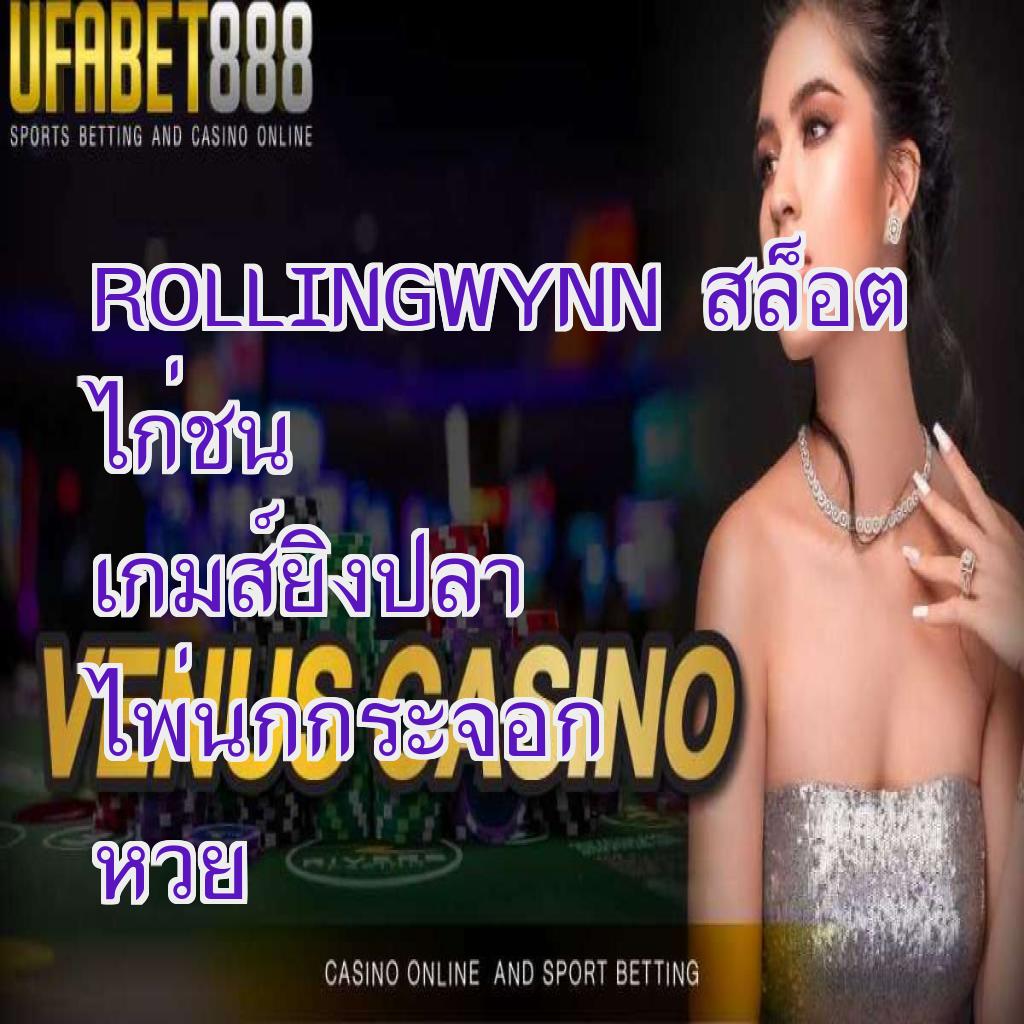 UFABET888
SPORTS BETTING AND CASINO ONLINE
ROLLINGWYNN สล็อต
ไก่ชน
เกมส์ยิงปลา
VENUS CASINO
ไพ่นกกระจอก
หวย
CASINO ONLINE AND SPORT BETTING